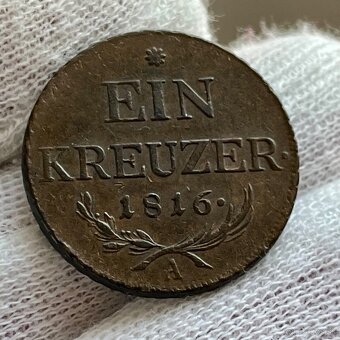 EIN
KREUZER·
1816·
A